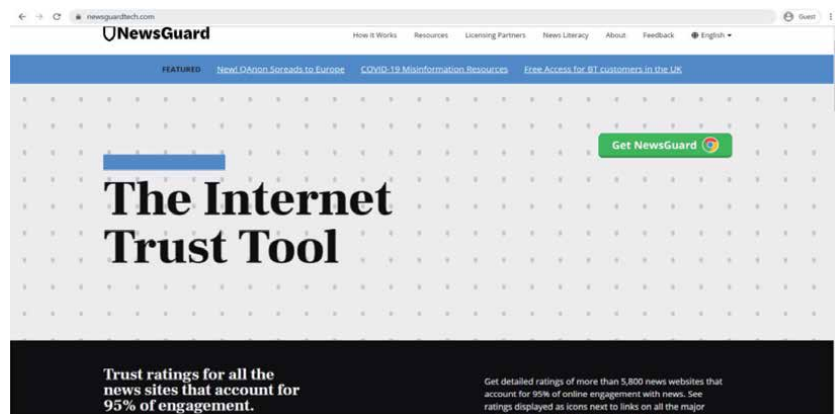 newsguardtech.com
Guest
NewsGuard
How it Works Resources Licensing Partners News Literacy About Feedback English
FEATURED New! QAnon Spreads to Europe COVID-19 Misinformation Resources Free Access for BT customers in the UK
Get NewsGuard
The Internet
Trust Tool
Trust ratings for all the
news sites that account for
95% of engagement.
Get detailed ratings of more than 5,800 news websites that
account for 95% of online engagement with news. See
ratings displayed as icons next to links on all the major